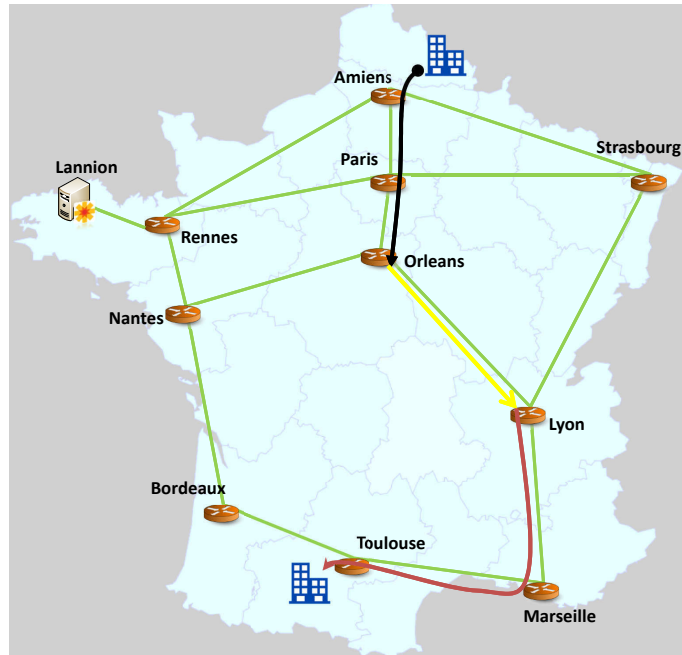 Amiens
Strasbourg
Paris
Lannion
Rennes
Orleans
Nantes
Lyon
Bordeaux
Toulouse
Marseille